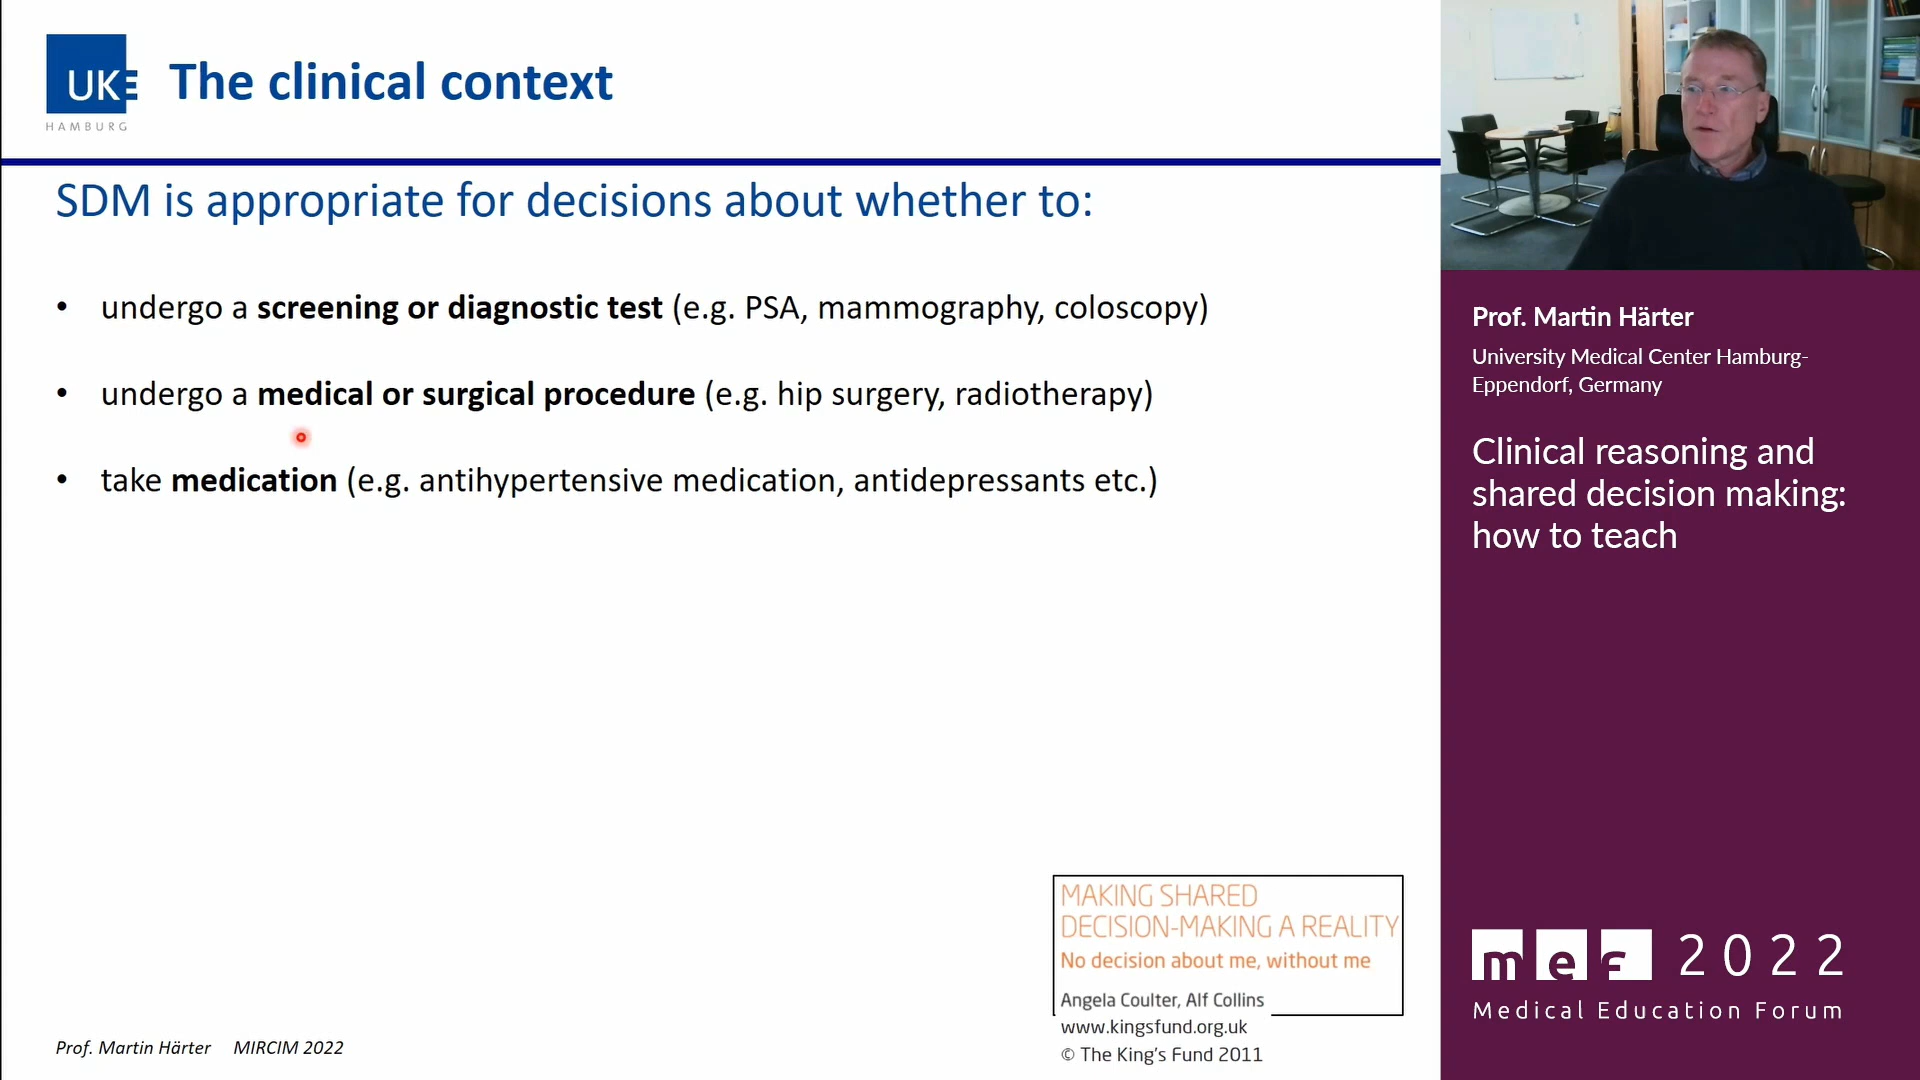 UKE
HAMBURG
The clinical context
SDM is appropriate for decisions about whether to:
• undergo a screening or diagnostic test (e.g. PSA, mammography, coloscopy)
• undergo a medical or surgical procedure (e.g. hip surgery, radiotherapy)
• take medication (e.g. antihypertensive medication, antidepressants etc.)
MAKING SHARED
DECISION-MAKING A REALITY
No decision about me, without me
Angela Coulter, Alf Collins
www.kingsfund.org.uk
© The King's Fund 2011
Prof. Martin Härter MIRCIM 2022
Prof. Martin Härter
University Medical Center Hamburg-
Eppendorf, Germany
Clinical reasoning and
shared decision making:
how to teach
mef 2022
Medical Education Forum